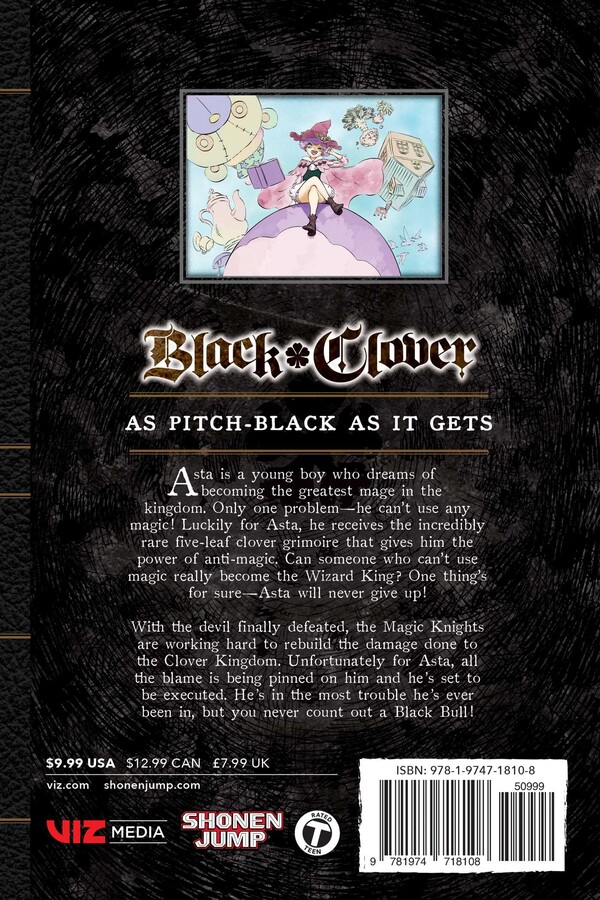 Black Clover
AS PITCH-BLACK AS IT GETS
Asta is a young boy who dreams of
becoming the greatest mage in the
kingdom. Only one problem—he can't use any
magic! Luckily for Asta, he receives the incredibly
rare five-leaf clover grimoire that gives him the
power of anti-magic. Can someone who can't use
magic really become the Wizard King? One thing's
for sure—Asta will never give up!
With the devil finally defeated, the Magic Knights
are working hard to rebuild the damage done to
the Clover Kingdom. Unfortunately for Asta, all
the blame is being pinned on him and he's set to
be executed. He's in the most trouble he's ever
been in, but you never count out a Black Bull!
$9.99 USA $12.99 CAN £7.99 UK
viz.com shonenjump.com
VIZ MEDIA
SHONEN
JUMP
RATED
T
TEEN
ISBN: 978-1-9747-1810-8
50999
9 781974 718108